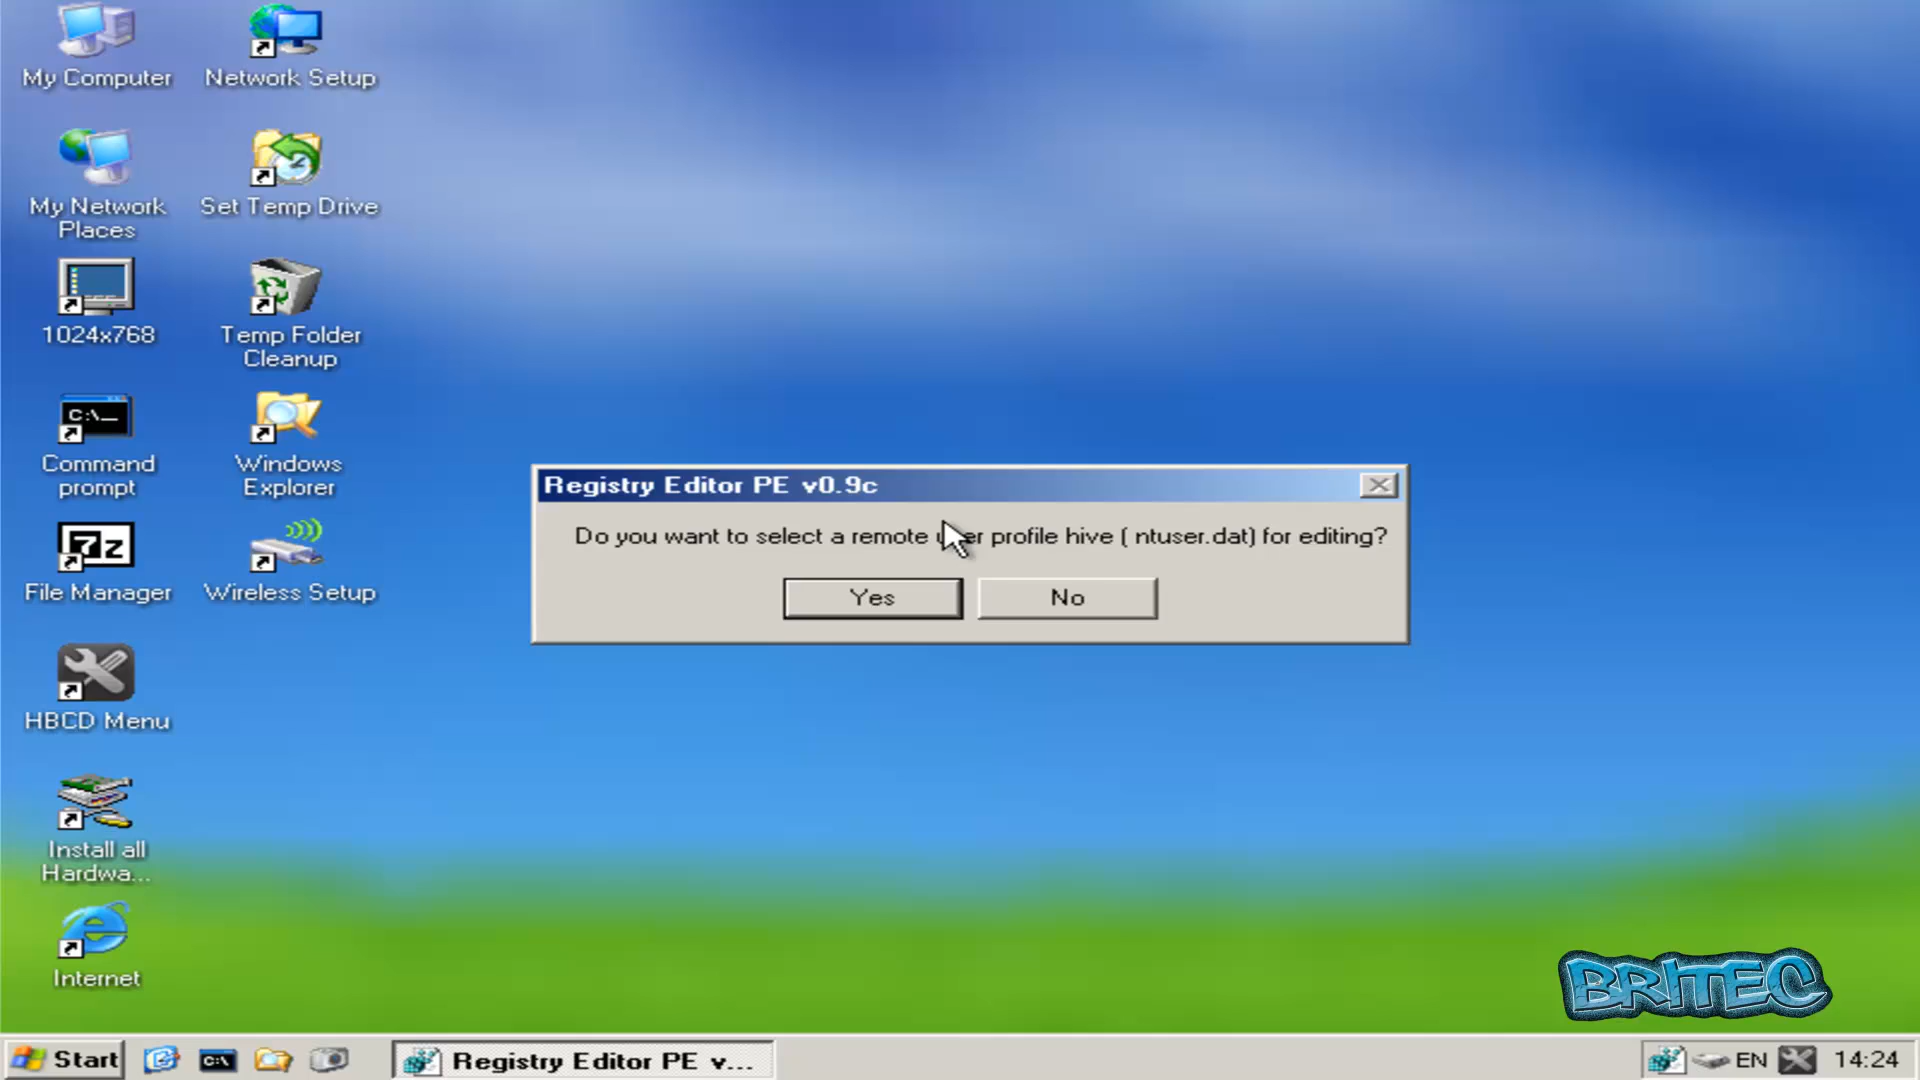 My Computer
Network Setup
My Network
Places
Set Temp Drive
1024x768
Temp Folder
Cleanup
C:\_
Command
prompt
Windows
Explorer
7z
File Manager
Wireless Setup
HBCD Menu
Install all
Hardwa...
Internet
Registry Editor PE v0.9c
Do you want to select a remote profile hive ( ntuser.dat) for editing?
Yes
No
BRITEC
Start
C:\
Registry Editor PE v...
EN
14:24